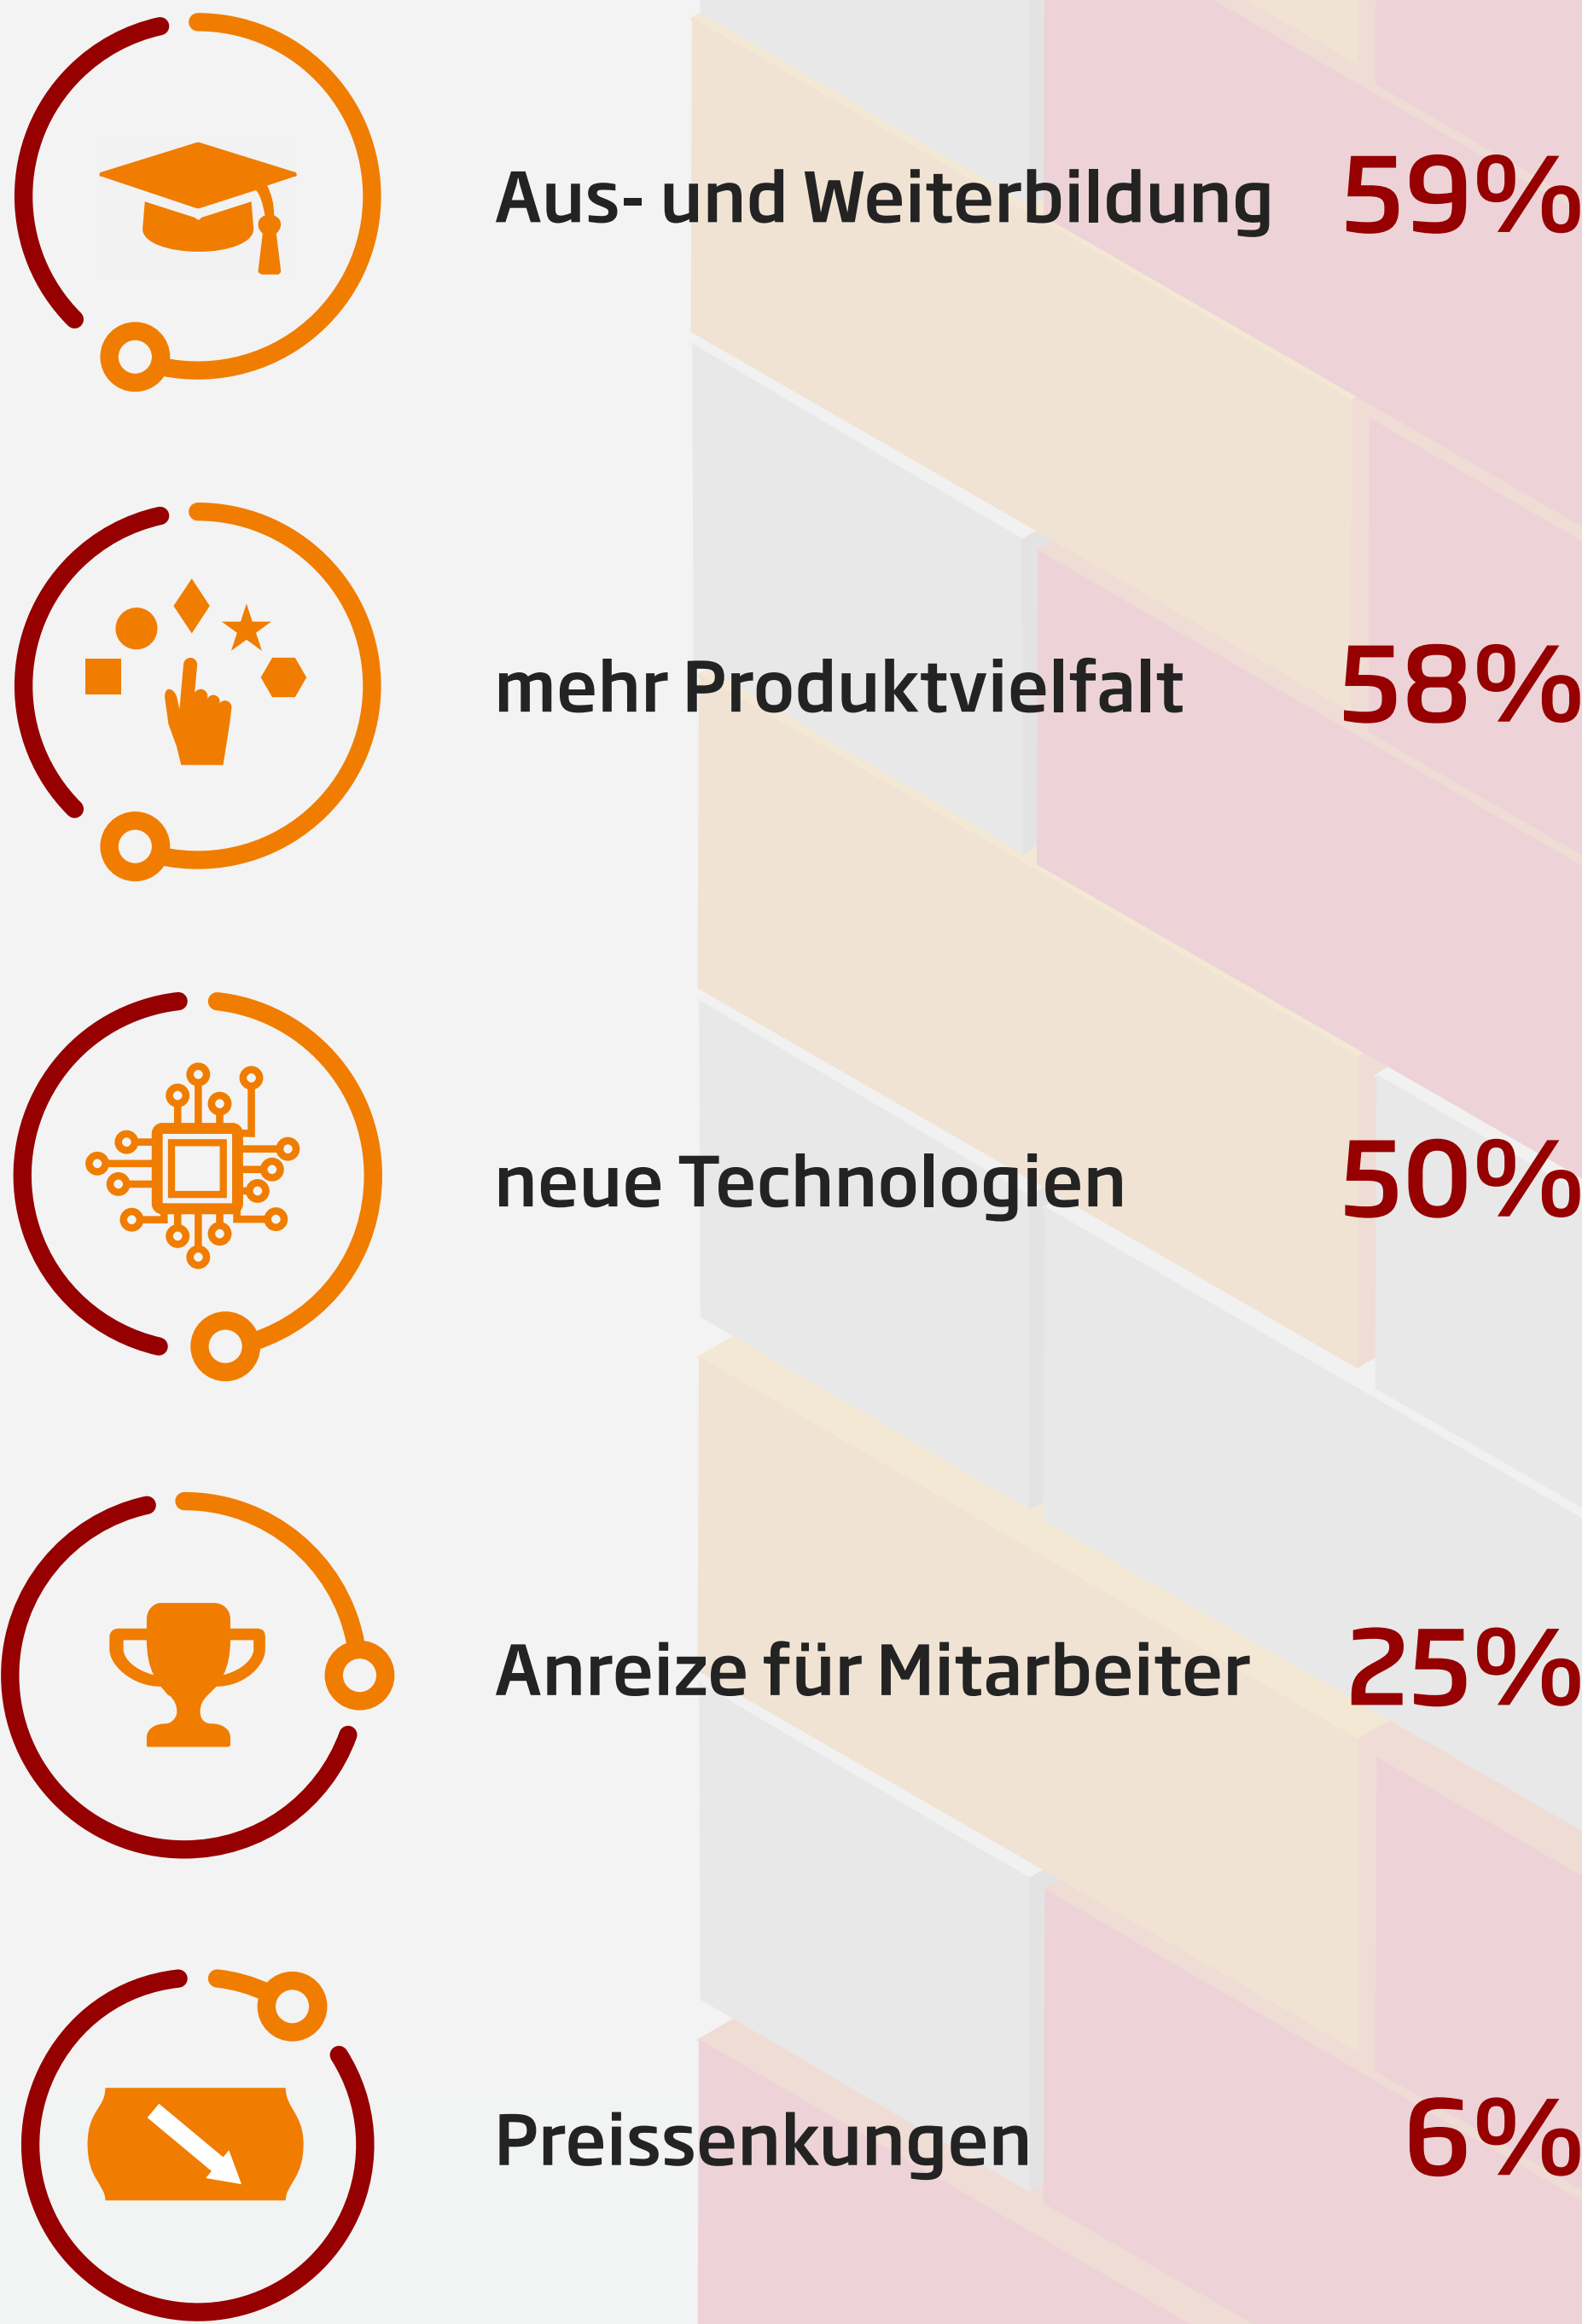 Aus- und Weiterbildung 59%
mehr Produktvielfalt 58%
neue Technologien 50%
Anreize für Mitarbeiter 25%
Preissenkungen 6%